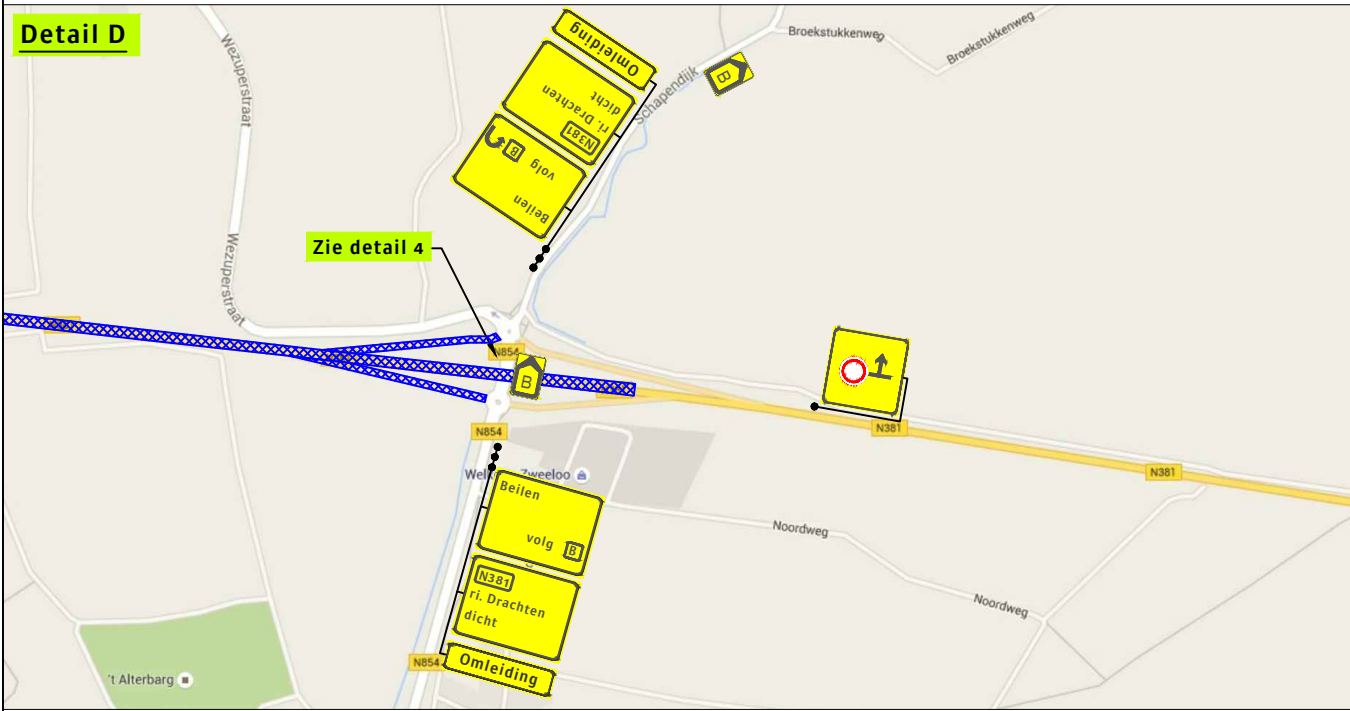 Detail D
Omleiding
dicht
ri. Drachten
N381
B
volg
Beilen
Schapendijk
B
Broekstukkenweg
Broekstukkenweg
Wezuperstraat
Wezuperstraat
Zie detail 4
N854
B
N854
N381
N381
Zweeloo
Beilen
volg B
N381
ri. Drachten
dicht
Omleiding
N854
Noordweg
Noordweg
't Alterbarg